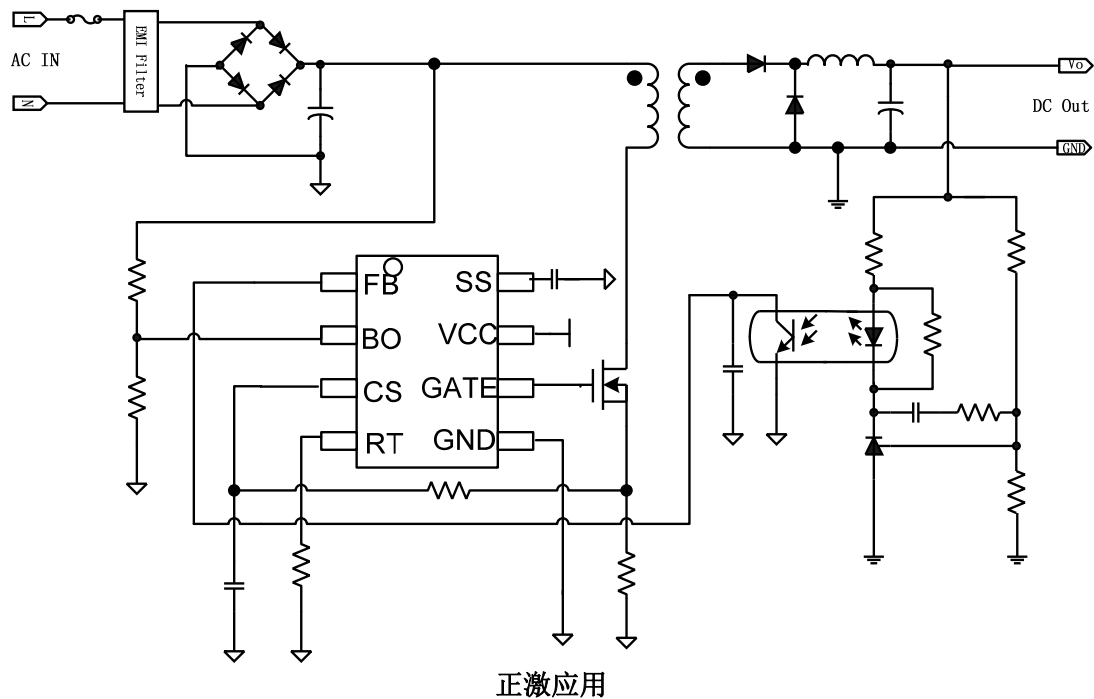 L
AC IN
N
EMI Filter
Vo
DC Out
GND
FB
SS
BO
VCC
CS
GATE
RT
GND
正激应用